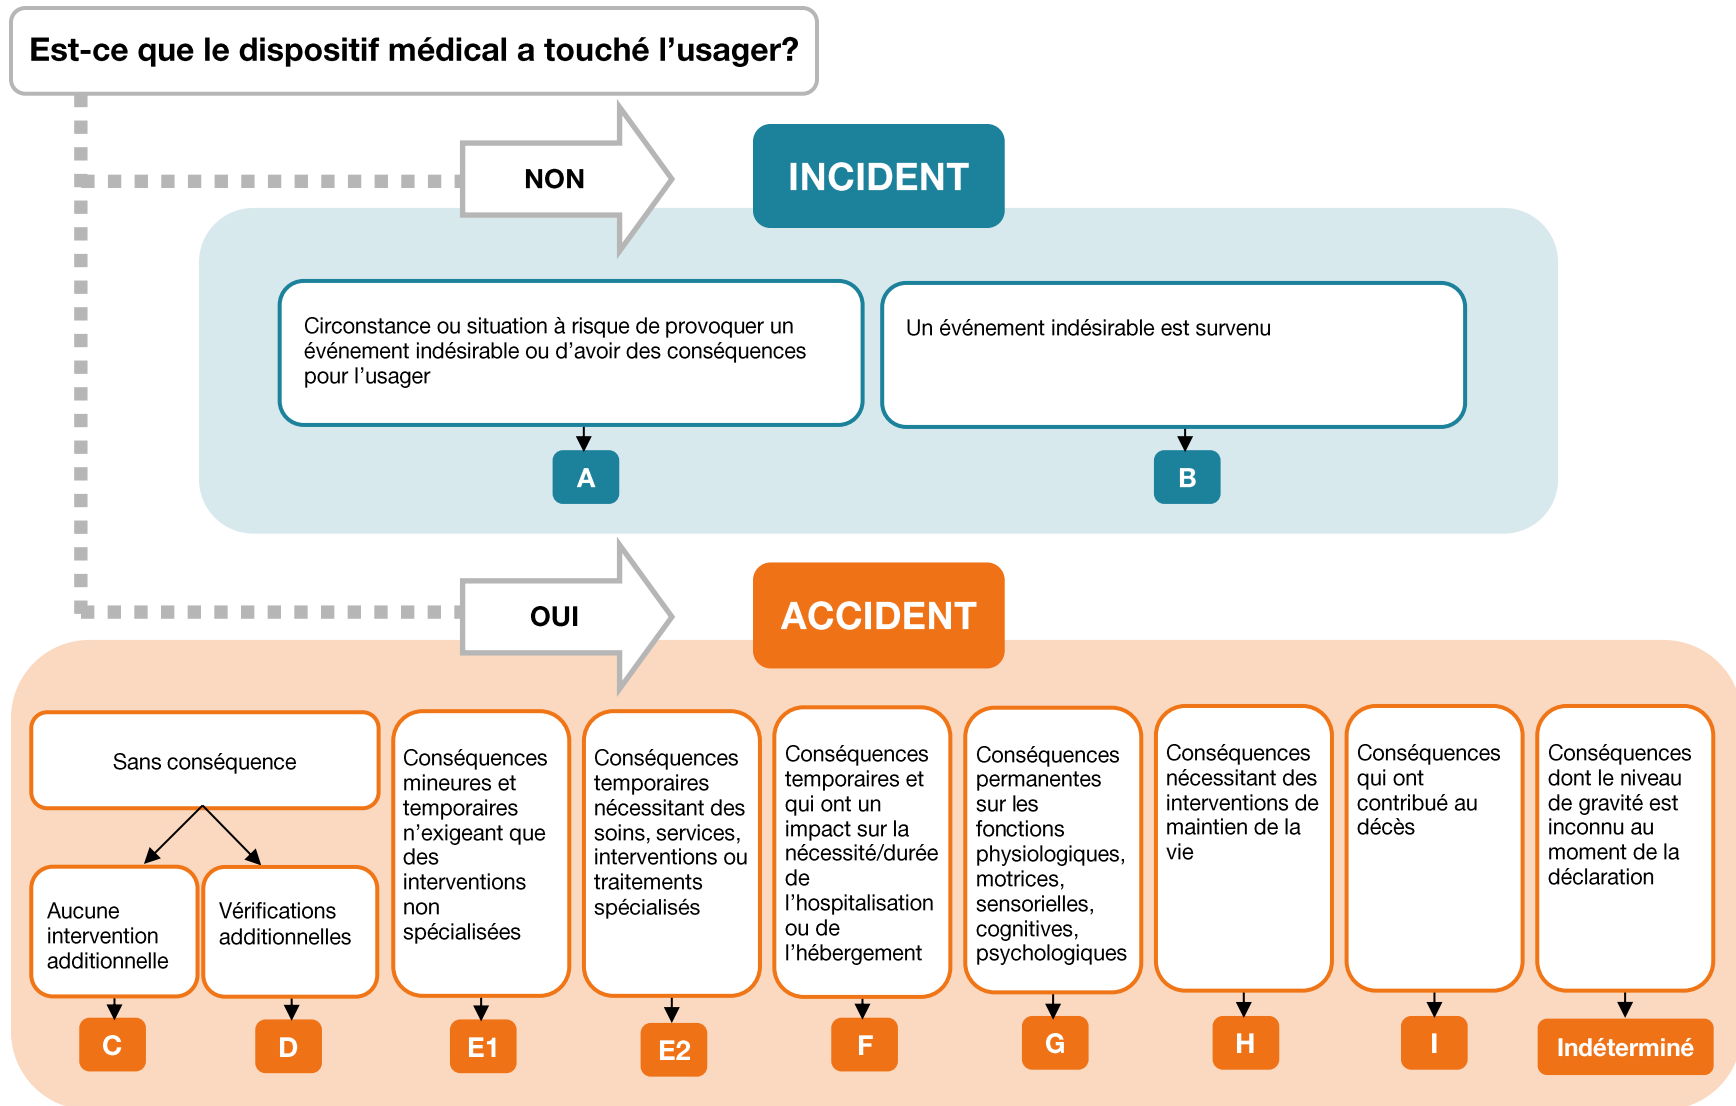 Est-ce que le dispositif médical a touché l’usager?
NON
INCIDENT
Circonstance ou situation à risque de provoquer un
événement indésirable ou d’avoir des conséquences
pour l’usager
Un événement indésirable est survenu
A
B
OUI
ACCIDENT
Sans conséquence
Aucune
intervention
additionnelle
Vérifications
additionnelles
Conséquences
mineures et
temporaires
n’exigeant que
des
interventions
non
spécialisées
Conséquences
temporaires
nécessitant des
soins, services,
interventions ou
traitements
spécialisés
Conséquences
temporaires et
qui ont un
impact sur la
nécessité/durée
de
l’hospitalisation
ou de
l’hébergement
Conséquences
permanentes
sur les
fonctions
physiologiques,
motrices,
sensorielles,
cognitives,
psychologiques
Conséquences
nécessitant des
interventions de
maintien de la
vie
Conséquences
qui ont
contribué au
décès
Conséquences
dont le niveau
de gravité est
inconnu au
moment de la
déclaration
C
D
E1
E2
F
G
H
I
Indéterminé